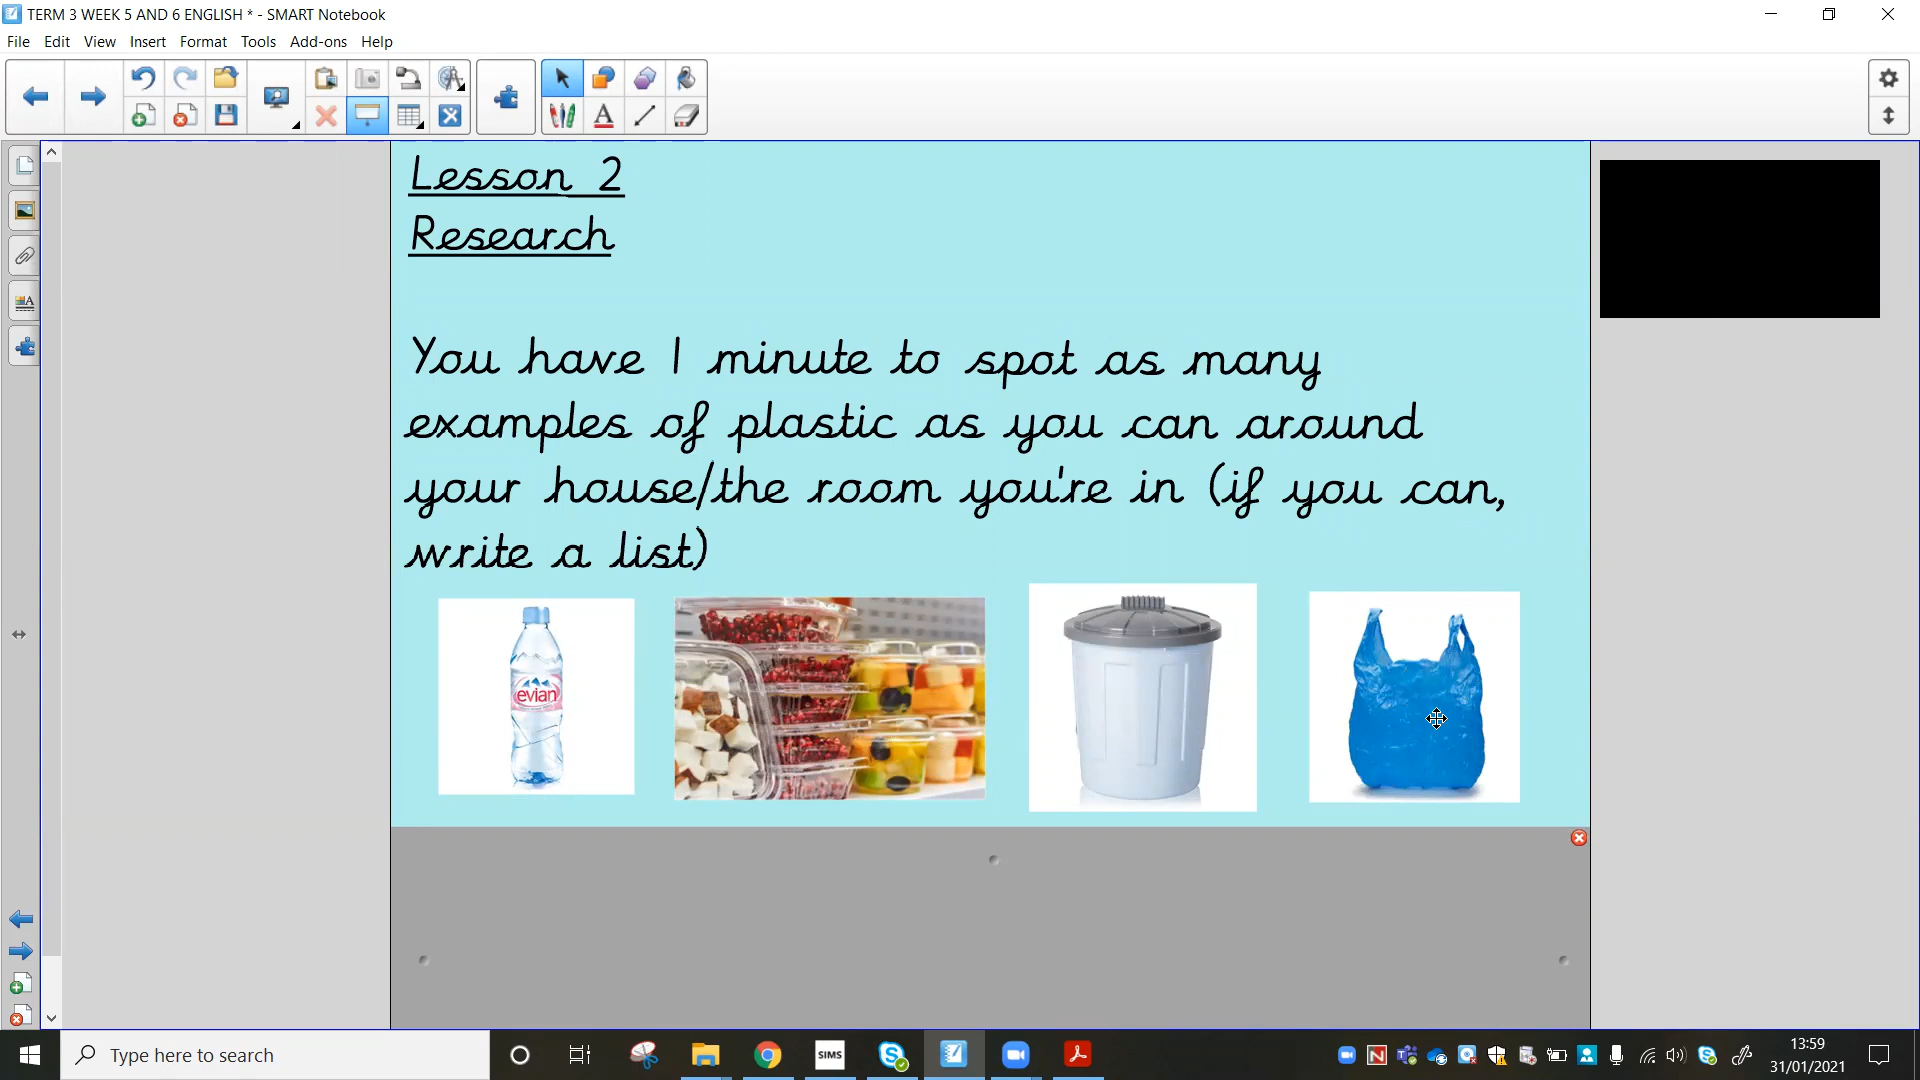 TERM 3 WEEK 5 AND 6 ENGLISH * - SMART Notebook
File Edit View Insert Format Tools Add-ons Help
Lesson 2
Research
You have 1 minute to spot as many
examples of plastic as you can around
your house/the room you're in (if you can,
write a list)
evian
Type here to search
SIMS
13:59
31/01/2021